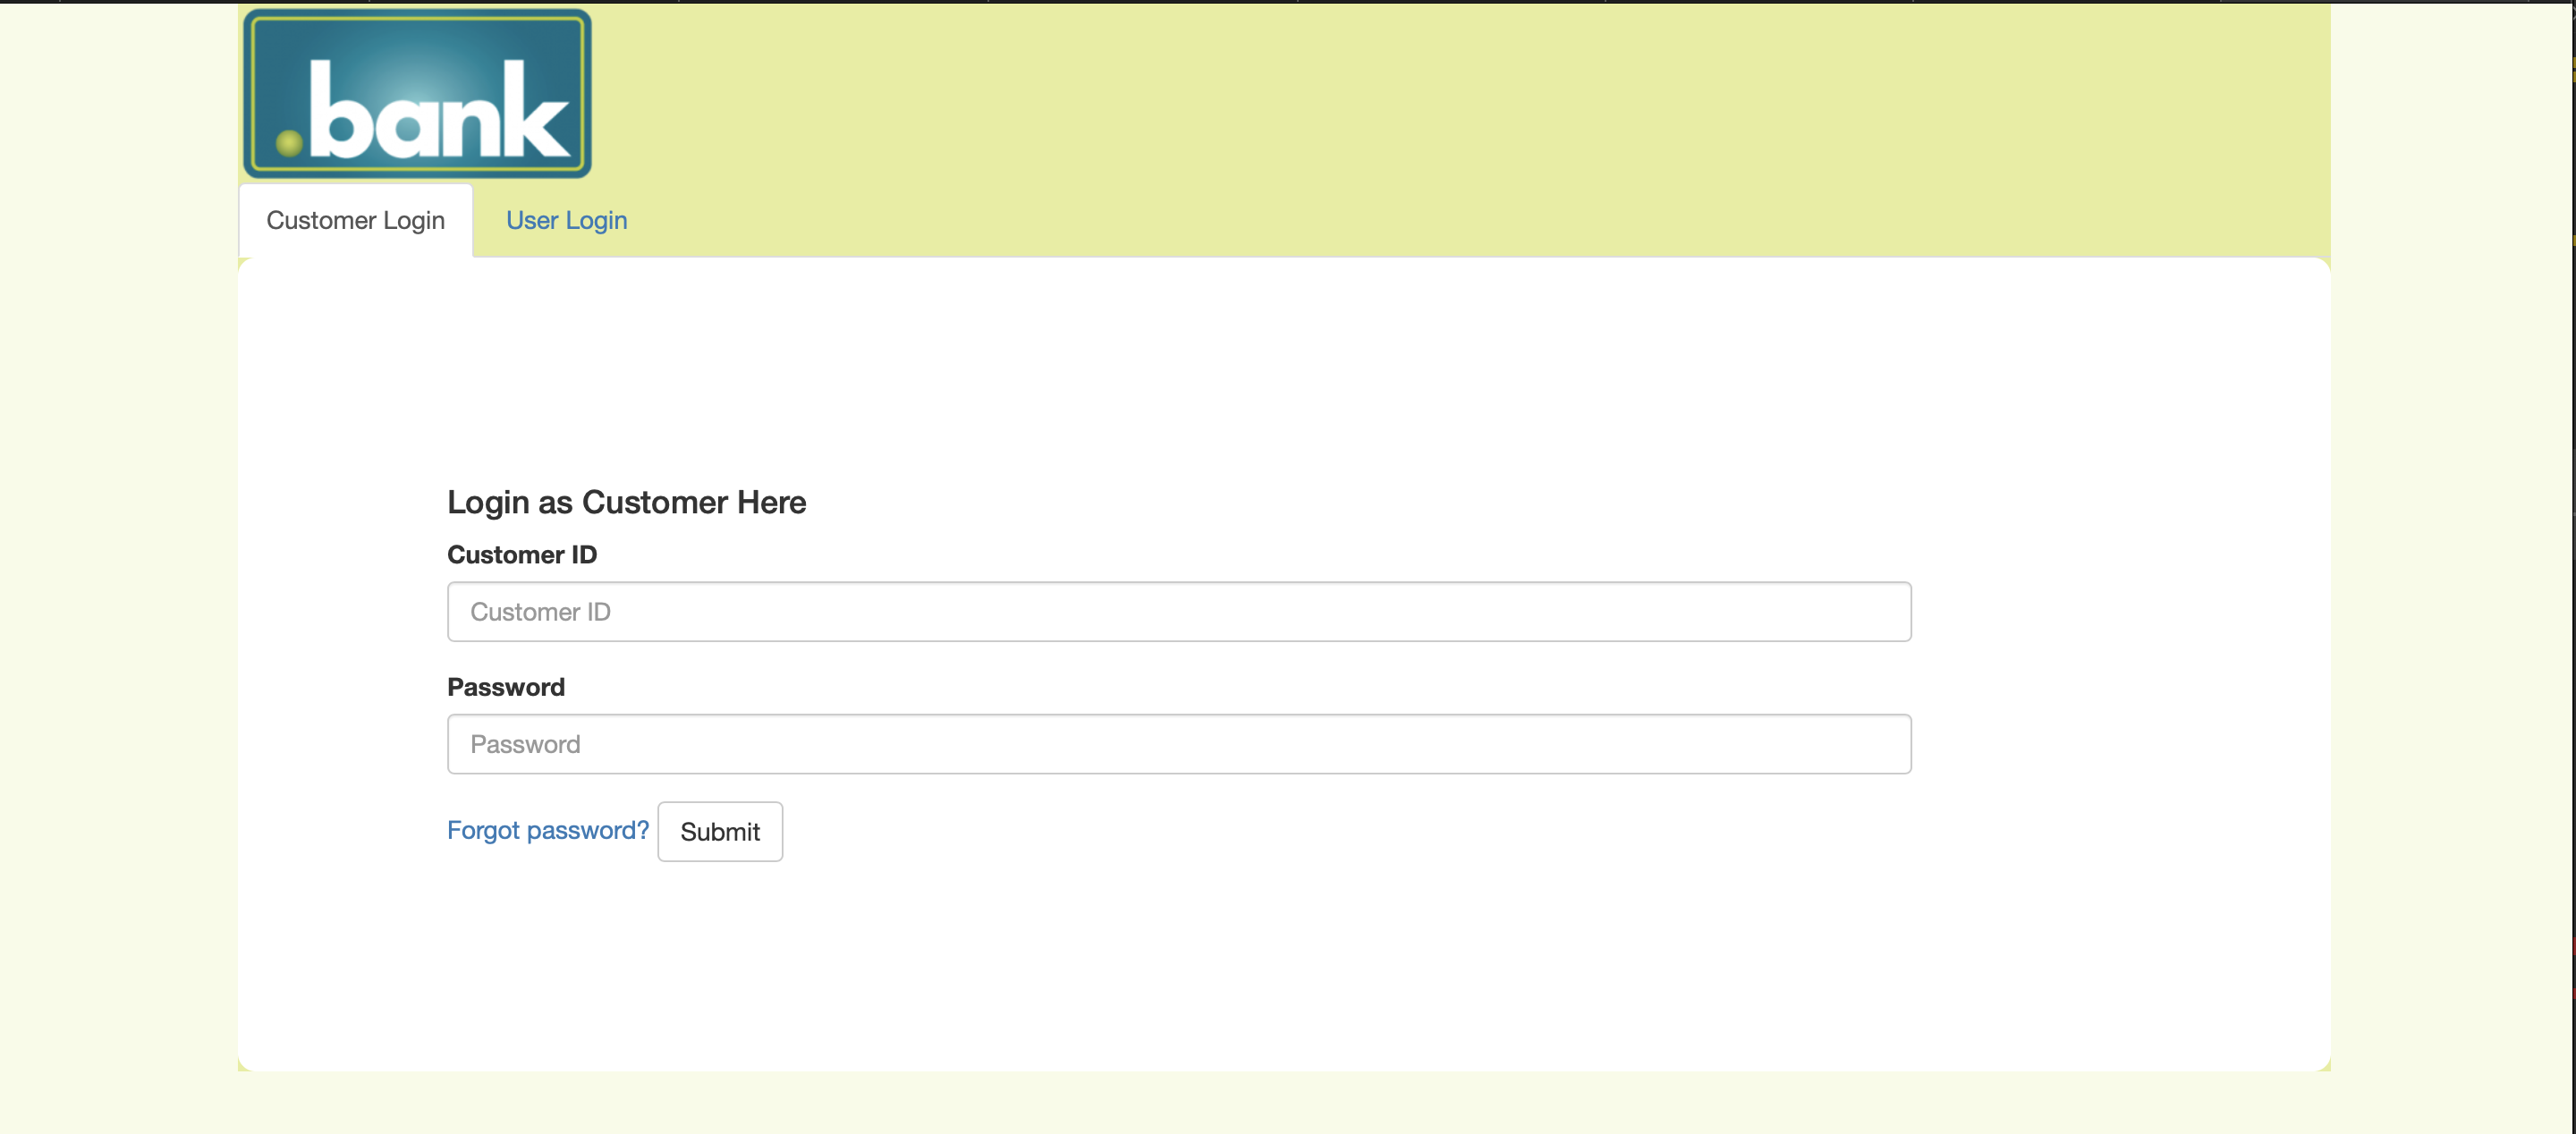 .bank
Customer Login User Login
Login as Customer Here
Customer ID
Customer ID
Password
Password
Forgot password? Submit